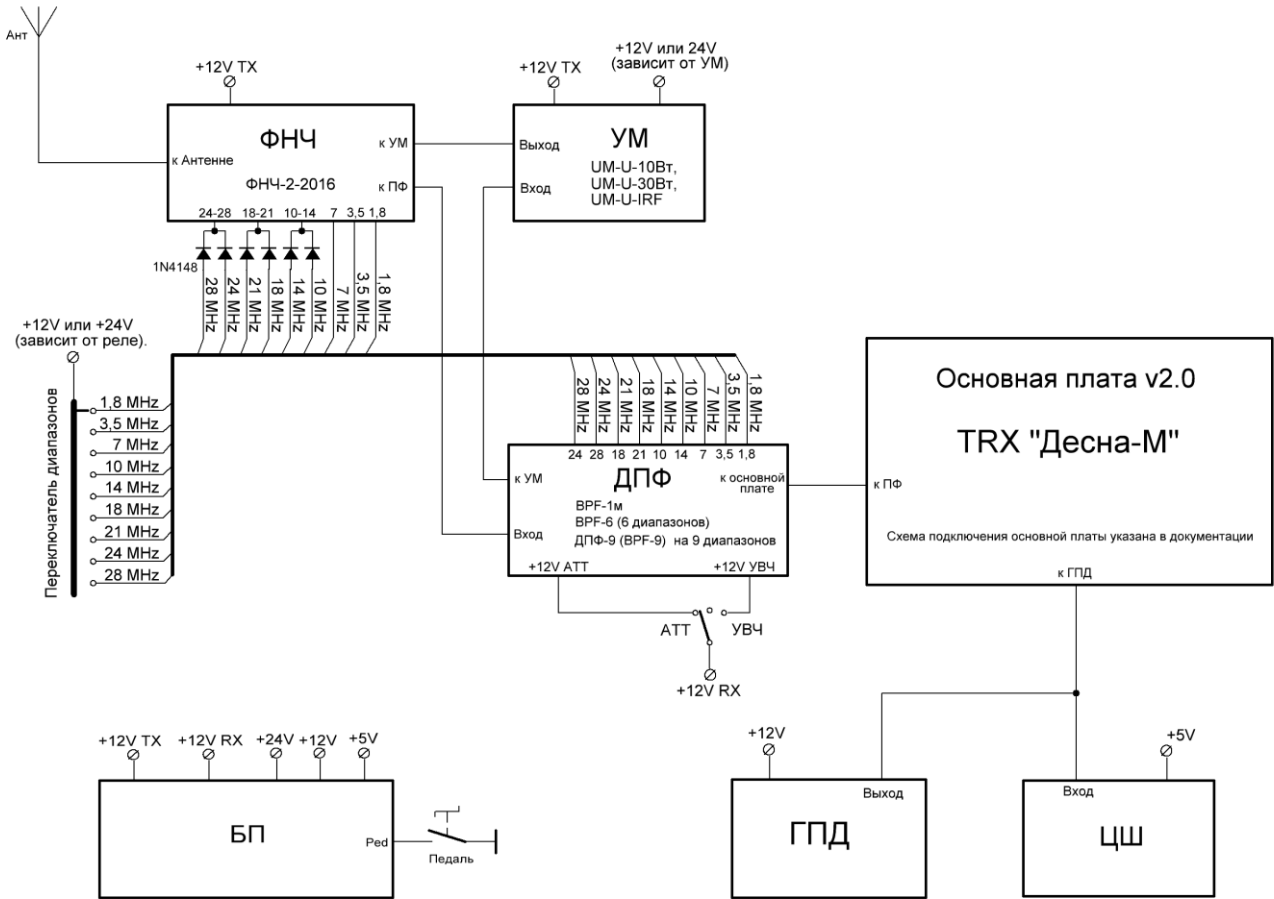 Ант
+12V TX
ФНЧ
к УМ
к Антенне
ФНЧ-2-2016
к ПФ
24-28 18-21 10-14 7 3,5 1,8
1N4148
28 MHz
24 MHz
21 MHz
18 MHz
14 MHz
10 MHz
7 MHz
3,5 MHz
1,8 MHz
+12V TX
+12V или 24V
(зависит от УМ)
УМ
Выход
Вход
UM-U-10Вт,
UM-U-30Вт,
UM-U-IRF
+12V или +24V
(зависит от реле).
Переключатель диапазонов
1,8 MHz
3,5 MHz
7 MHz
10 MHz
14 MHz
18 MHz
21 MHz
24 MHz
28 MHz
28 MHz
24 MHz
21 MHz
18 MHz
14 MHz
10 MHz
7 MHz
3,5 MHz
1,8 MHz
24 28 18 21 10 14 7 3,5 1,8
к УМ
ДПФ
к основной
плате
BPF-1м
BPF-6 (6 диапазонов)
ДПФ-9 (BPF-9) на 9 диапазонов
Вход
+12V АТТ
+12V УВЧ
АТТ
УВЧ
+12V RX
Основная плата v2.0
TRX "Десна-М"
к ПФ
Схема подключения основной платы указана в документации
к ГПД
+12V TX
+12V RX
+24V
+12V
+5V
БП
Ped
Педаль
+12V
Выход
ГПД
+5V
Вход
ЦШ